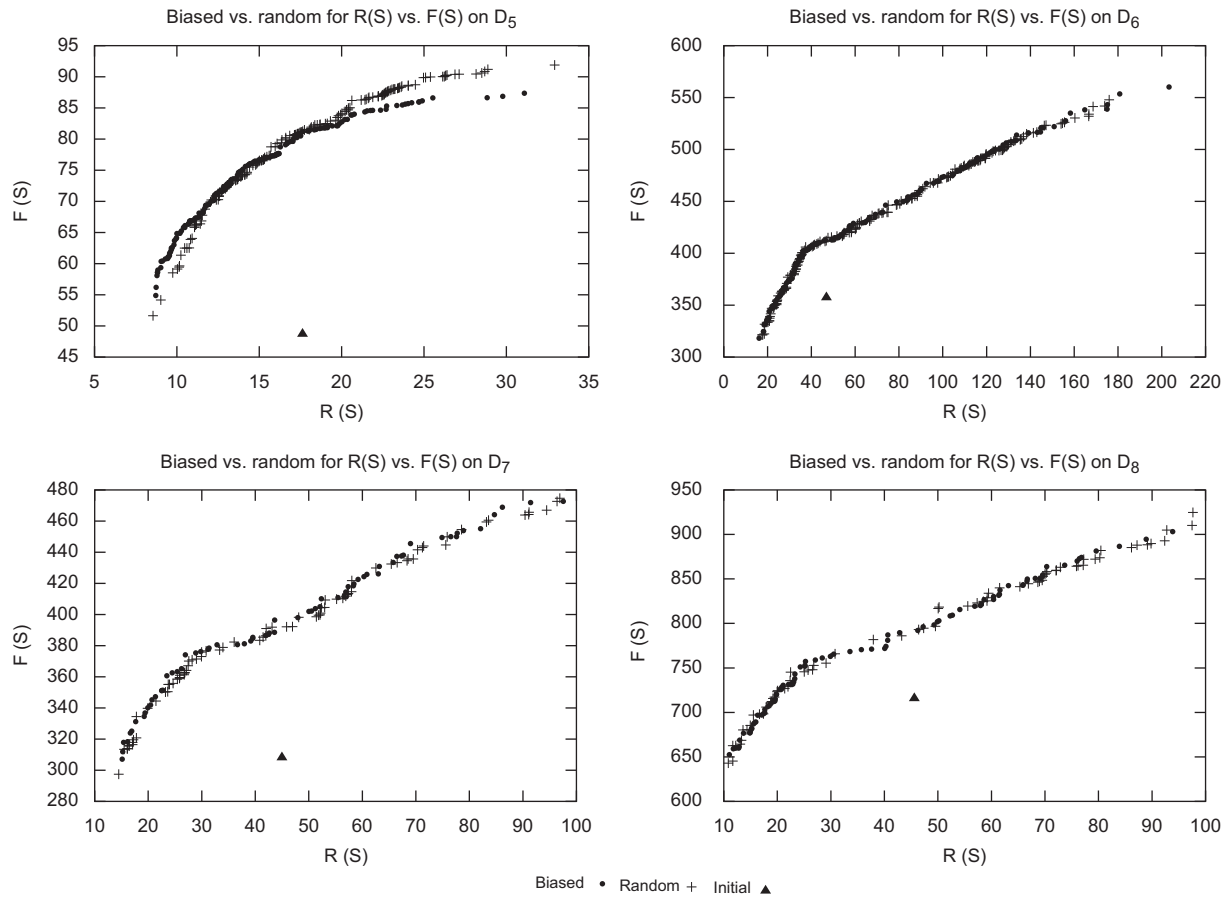 Biased vs. random for R(S) vs. F(S) on D5
95
90
85
80
75
70
65
60
55
50
45
F (S)
5 10 15 20 25 30 35
R (S)
Biased vs. random for R(S) vs. F(S) on D6
600
550
500
450
400
350
300
F (S)
0 20 40 60 80 100 120 140 160 180 200 220
R (S)
Biased vs. random for R(S) vs. F(S) on D7
480
460
440
420
400
380
360
340
320
300
280
F (S)
10 20 30 40 50 60 70 80 90 100
R (S)
Biased vs. random for R(S) vs. F(S) on D8
950
900
850
800
750
700
650
600
F (S)
10 20 30 40 50 60 70 80 90 100
R (S)
Biased Random Initial